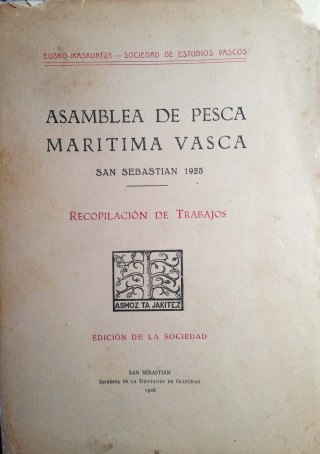 EUSKO-IKASKUNTZA — SOCIEDAD DE ESTUDIOS VASCOS
ASAMBLEA DE PESCA
MARITIMA VASCA
SAN SEBASTIAN 1925
RECOPILACIÓN DE TRABAJOS
ASMOZ TA JAKITEZ
EDICIÓN DE LA SOCIEDAD
SAN SEBASTIÁN
IMPRENTA DE LA DIPUTACIÓN DE GUIPÚZCOA
1926